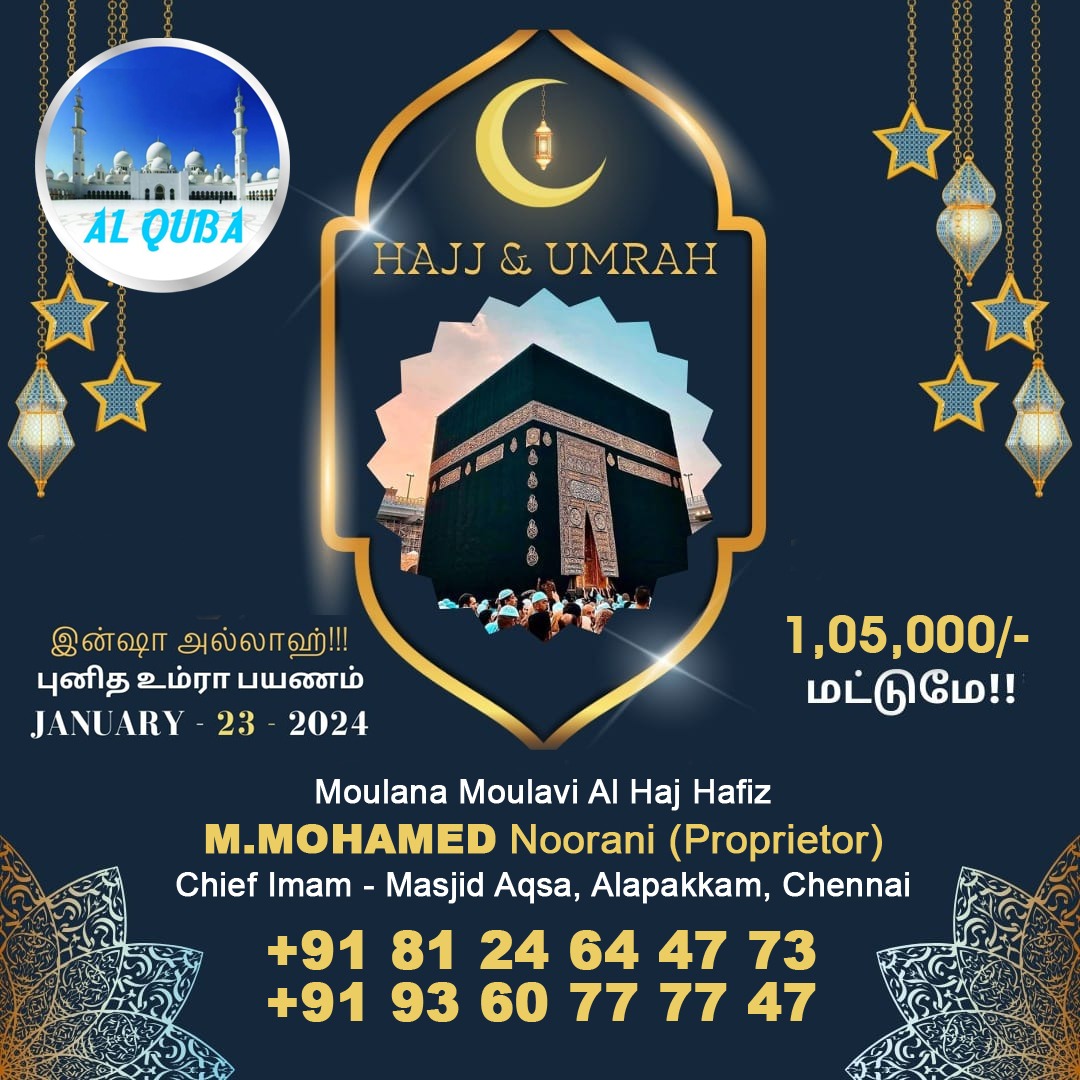 AL QUBA
HAJJ & UMRAH
இன்ஷா அல்லாஹ்!!!
புனித உம்ரா பயணம்
JANUARY - 23 - 2024
1,05,000/-
மட்டுமே!!
Moulana Moulavi Al Haj Hafiz
M.MOHAMED Noorani (Proprietor)
Chief Imam - Masjid Aqsa, Alapakkam, Chennai
+91 81 24 64 47 73
+91 93 60 77 77 47